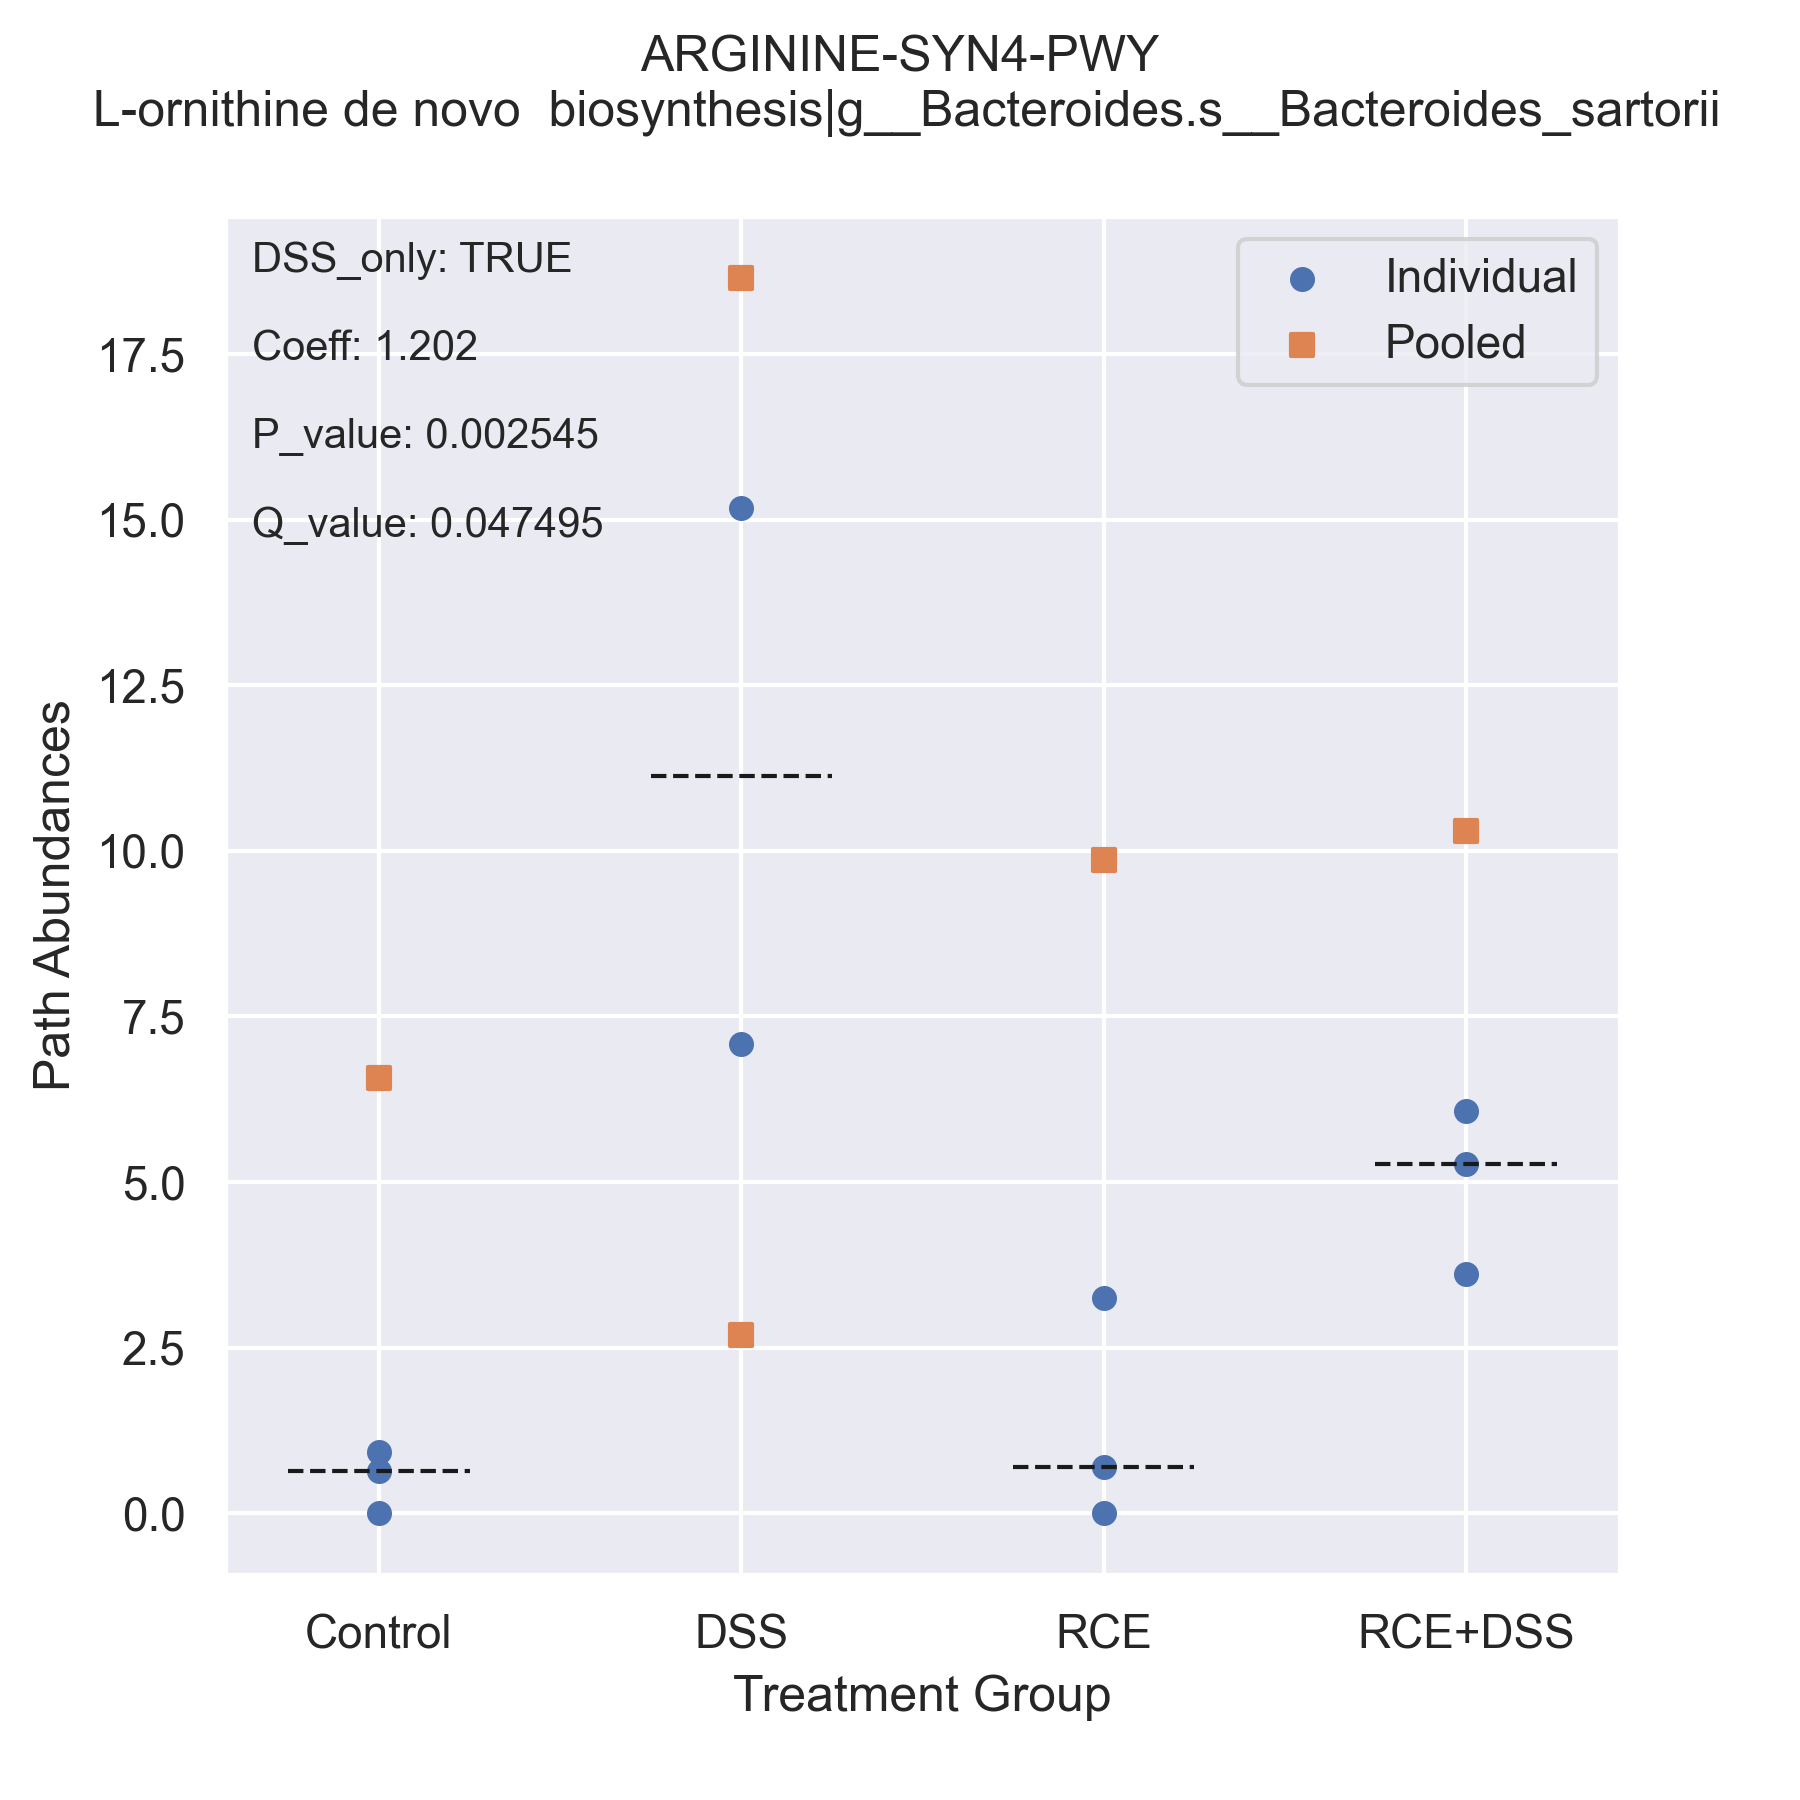 ARGININE-SYN4-PWY
L-ornithine de novo  biosynthesis|g__Bacteroides.s__Bacteroides_sartorii
DSS_only: TRUE
Coeff: 1.202
P_value: 0.002545
Q_value: 0.047495
Individual
Pooled
Path Abundances
17.5
15.0
12.5
10.0
7.5
5.0
2.5
0.0
Control
DSS
RCE
RCE+DSS
Treatment Group